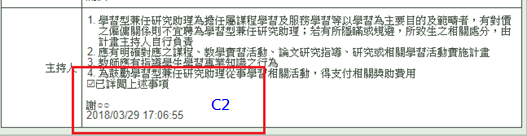 主持人
1. 學習型兼任研究助理為擔任屬課程學習及服務學習等以學習為主要目的及範疇者，有對價
之僱傭關係則不宜聘為學習型兼任研究助理；若有所隱瞞或規避，所致生之相關處分，由
計畫主持人自行負責
2. 應有明確對應之課程、教學實習活動、論文研究指導、研究或相關學習活動實施計畫
3. 教師應有指導學生學習專業知識之行為
4. 為鼓勵學習型兼任研究助理從事學習相關活動，得支付相關獎助費用
☑已詳閱上述事項
謝○○
C2
2018/03/29 17:06:55